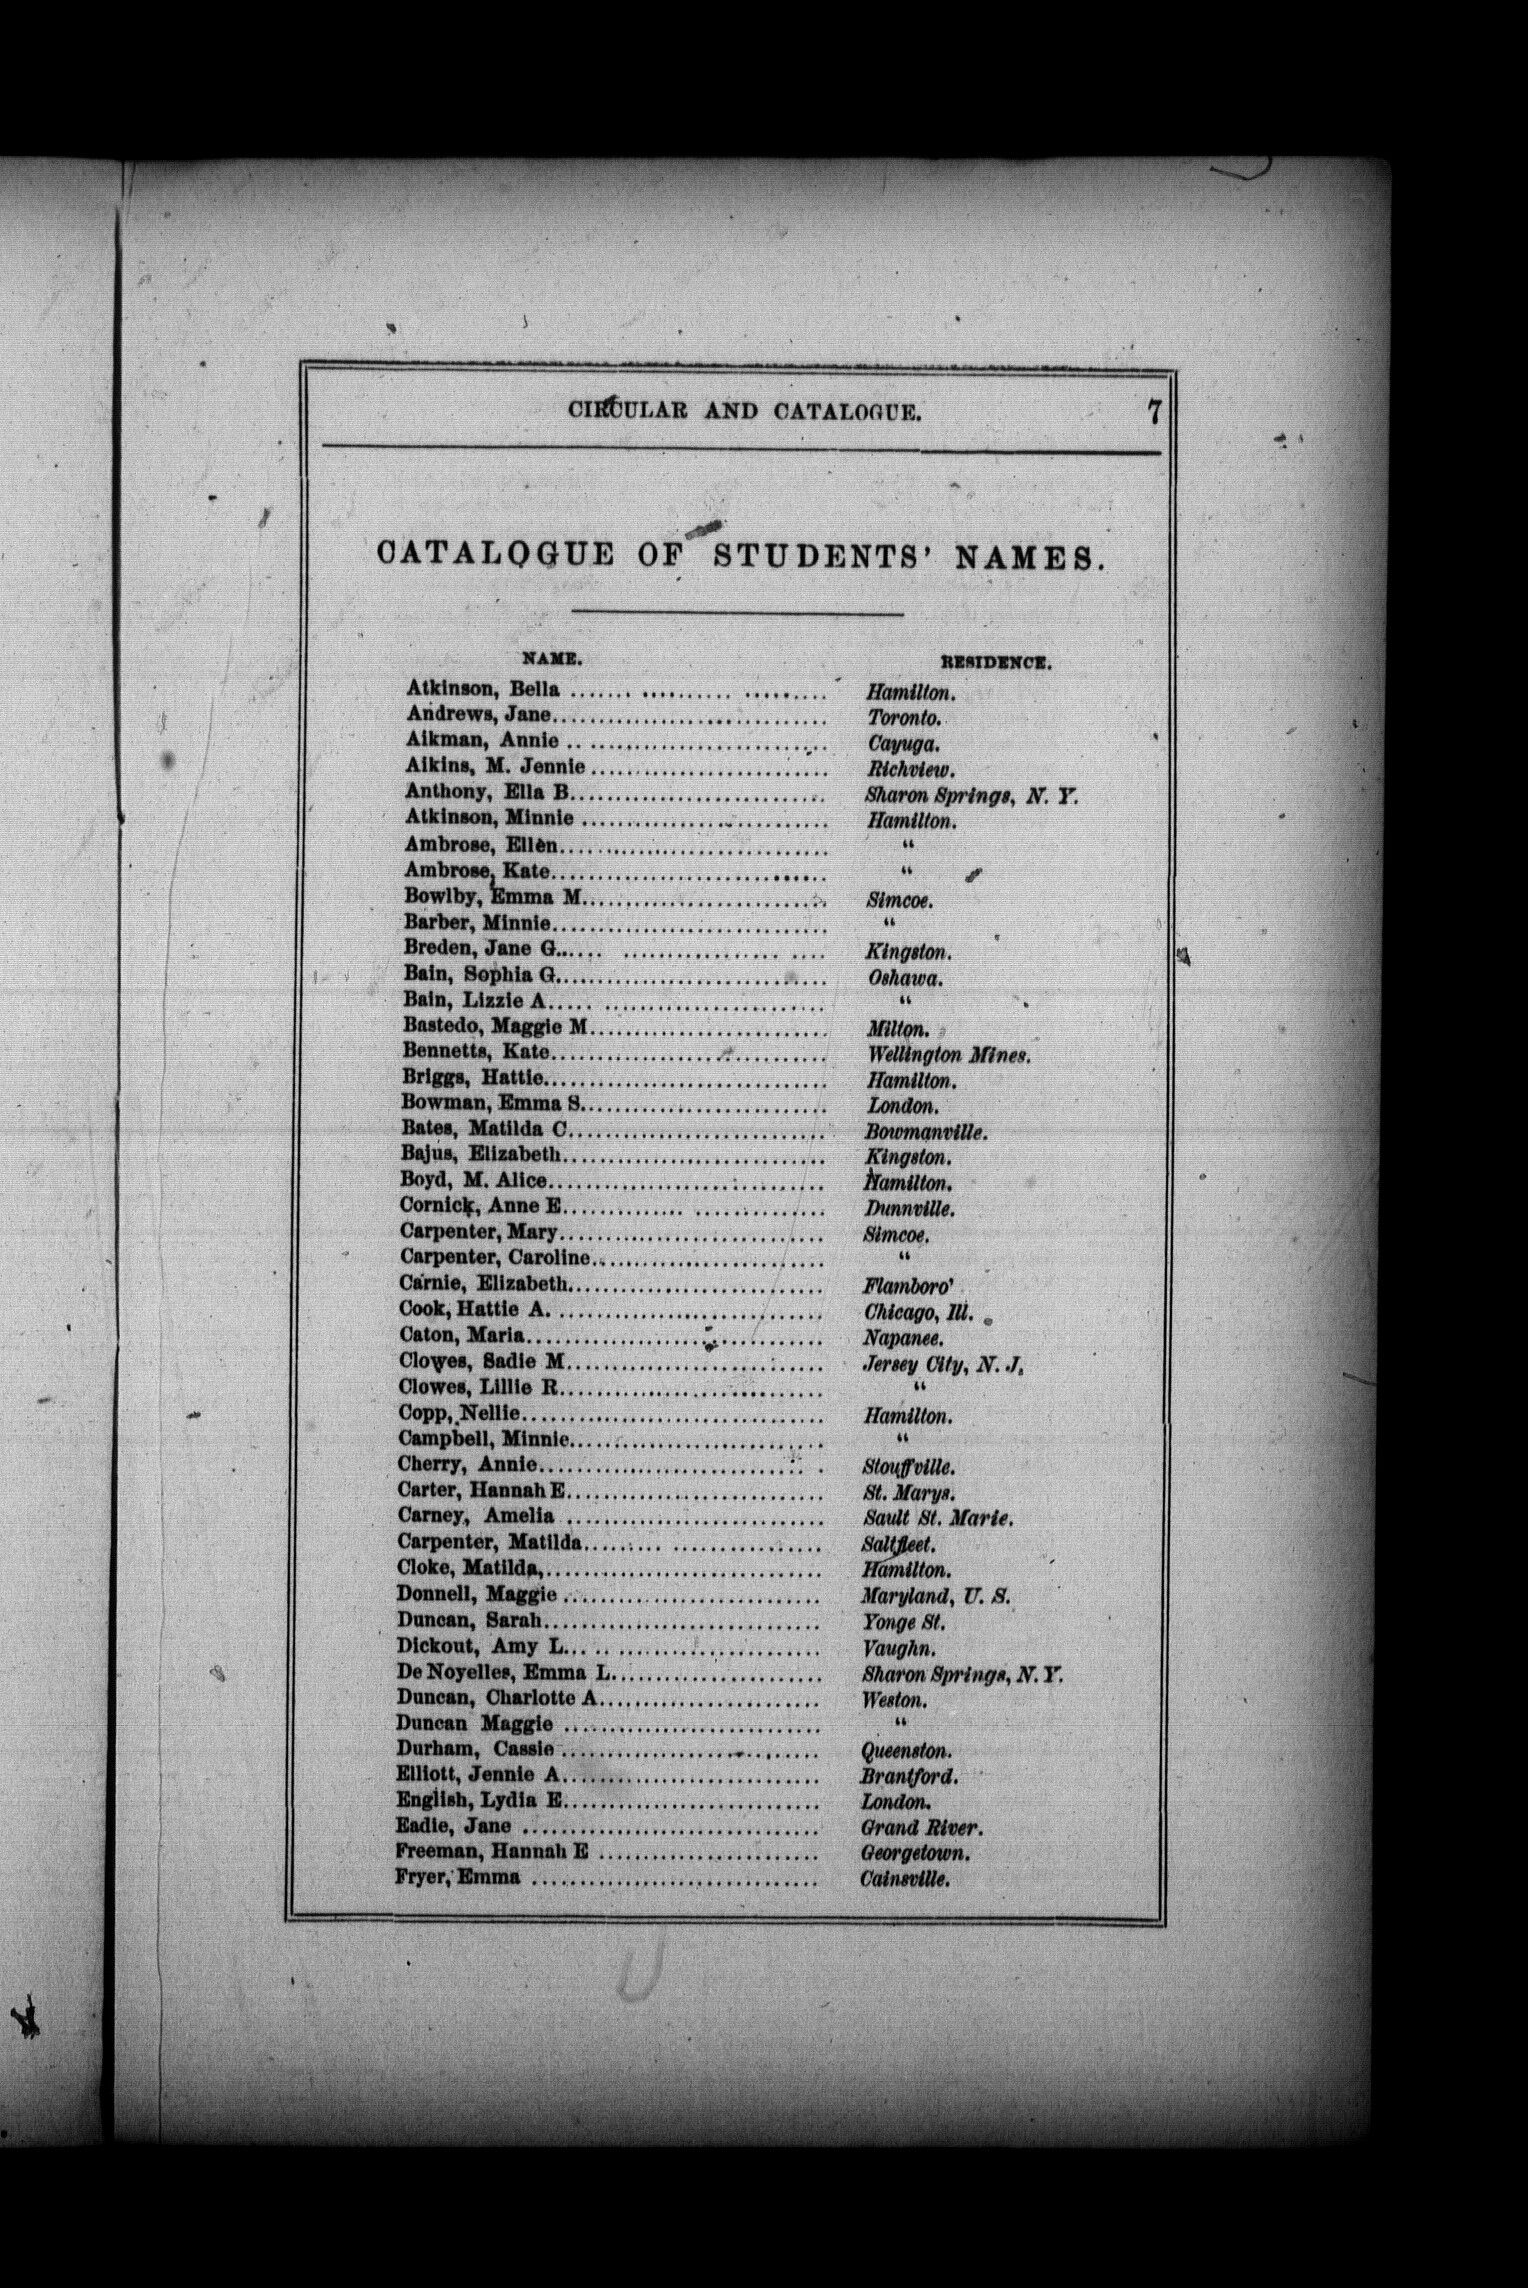 CIRCULAR AND CATALOGUE. 7
CATALOGUE OF STUDENTS' NAMES.
NAME. RESIDENCE.
Atkinson, Bella ....... .......... ......... Hamilton.
Andrews, Jane............................. Toronto.
Aikman, Annie .. .......................... Cayuga.
Aikins, M. Jennie .......................... Richview.
Anthony, Ella B............................ Sharon Springs, N. Y.
Atkinson, Minnie ........................... Hamilton.
Ambrose, Ellen............................. “
Ambrose, Kate.............................. “
Bowlby, Emma M........................... Simcoe.
Barber, Minnie.............................. “
Breden, Jane G...... ................. .... Kingston.
Bain, Sophia G............................. Oshawa.
Bain, Lizzie A..... ........................ “
Bastedo, Maggie M.......................... Milton.
Bennetts, Kate.............................. Wellington Mines.
Briggs, Hattie............................... Hamilton.
Bowman, Emma S........................... London.
Bates, Matilda C............................ Bowmanville.
Bajus, Elizabeth............................. Kingston.
Boyd, M. Alice.............................. Hamilton.
Cornick, Anne E............. .............. Dunnville.
Carpenter, Mary............................. Simcoe.
Carpenter, Caroline.......................... “
Carnie, Elizabeth............................ Flamboro'
Cook, Hattie A. ............................. Chicago, Ill.
Caton, Maria................................ Napanee.
Clowes, Sadie M............................ Jersey City, N. J.
Clowes, Lillie R............................. “
Copp, Nellie................................. Hamilton.
Campbell, Minnie............................ “
Cherry, Annie............................. . Stouffville.
Carter, Hannah E............................ St. Marys.
Carney, Amelia ............................ Sault St. Marie.
Carpenter, Matilda......... ................ Saltfleet.
Cloke, Matilda,.............................. Hamilton.
Donnell, Maggie ............................ Maryland, U. S.
Duncan, Sarah.............................. Yonge St.
Dickout, Amy L... .. ...................... Vaughn.
De Noyelles, Emma L....................... Sharon Springs, N. Y.
Duncan, Charlotte A........................ Weston.
Duncan Maggie ............................ “
Durham, Cassie ............................ Queenston.
Elliott, Jennie A............................ Brantford.
English, Lydia E............................ London.
Eadie, Jane ................................ Grand River.
Freeman, Hannah E ........................ Georgetown.
Fryer, Emma ............................... Cainsville.